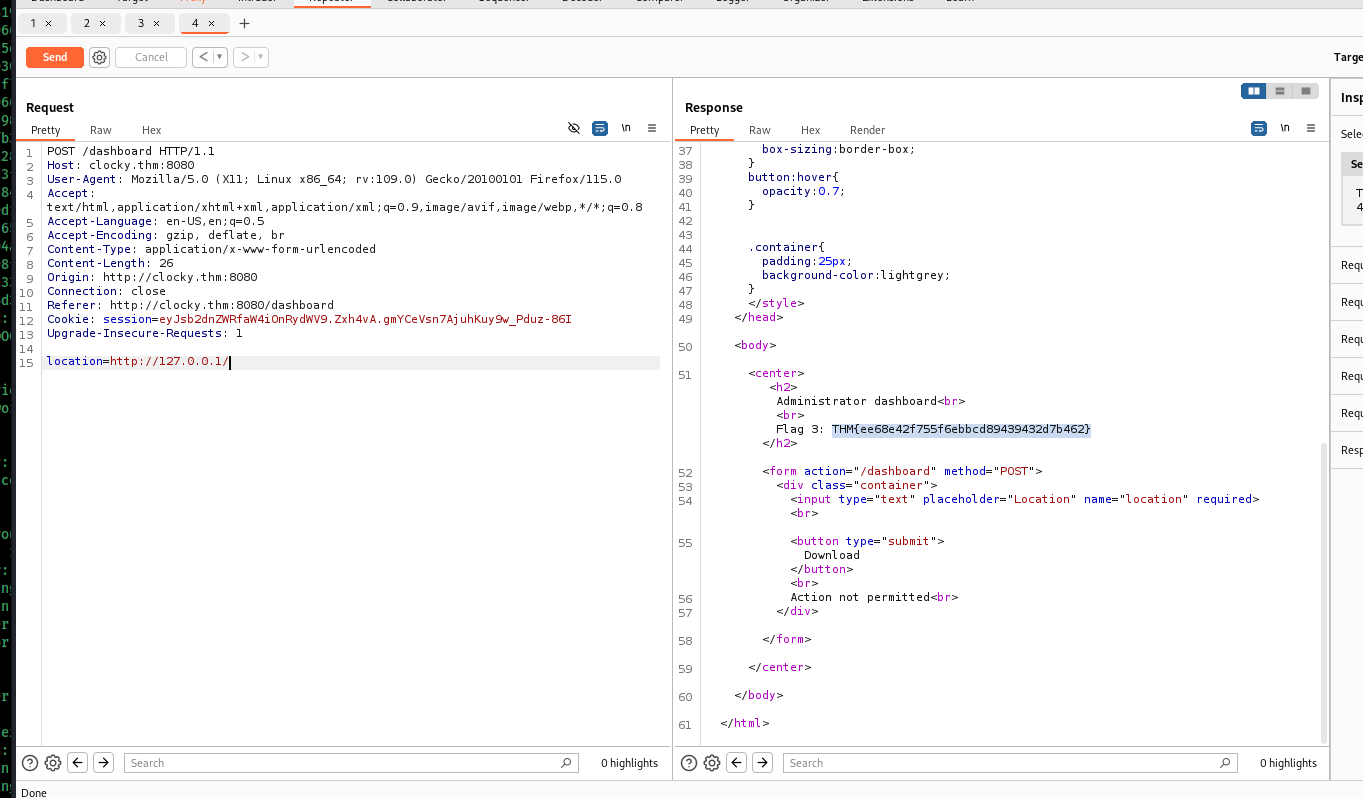 1 × 2 × 3 × 4 × +
Send Cancel < ▾ > ▾
Request
Pretty Raw Hex \n
1 POST /dashboard HTTP/1.1
2 Host: clocky.thm:8080
3 User-Agent: Mozilla/5.0 (X11; Linux x86_64; rv:109.0) Gecko/20100101 Firefox/115.0
4 Accept:
text/html,application/xhtml+xml,application/xml;q=0.9,image/avif,image/webp,*/*;q=0.8
5 Accept-Language: en-US,en;q=0.5
6 Accept-Encoding: gzip, deflate, br
7 Content-Type: application/x-www-form-urlencoded
8 Content-Length: 26
9 Origin: http://clocky.thm:8080
10 Connection: close
11 Referer: http://clocky.thm:8080/dashboard
12 Cookie: session=eyJsb2dnZWRfaW4iOnRydWV9.Zxh4vA.gmYCeVsn7AjuhKuy9w_Pduz-86I
13 Upgrade-Insecure-Requests: 1
14
15 location=http://127.0.0.1/
Search 0 highlights
Response
Pretty Raw Hex Render \n
37 box-sizing:border-box;
38 }
39 button:hover{
40 opacity:0.7;
41 }
42
43
44 .container{
45 padding:25px;
46 background-color:lightgrey;
47 }
48 </style>
49 </head>
50 <body>
51 <center>
<h2>
Administrator dashboard<br>
<br>
Flag 3: THM{ee68e42f755f6ebbcd89439432d7b462}
</h2>
52 <form action="/dashboard" method="POST">
53 <div class="container">
54 <input type="text" placeholder="Location" name="location" required>
<br>
55 <button type="submit">
Download
</button>
<br>
56 Action not permitted<br>
57 </div>
58 </form>
59 </center>
60 </body>
61 </html>
Search 0 highlights
Done